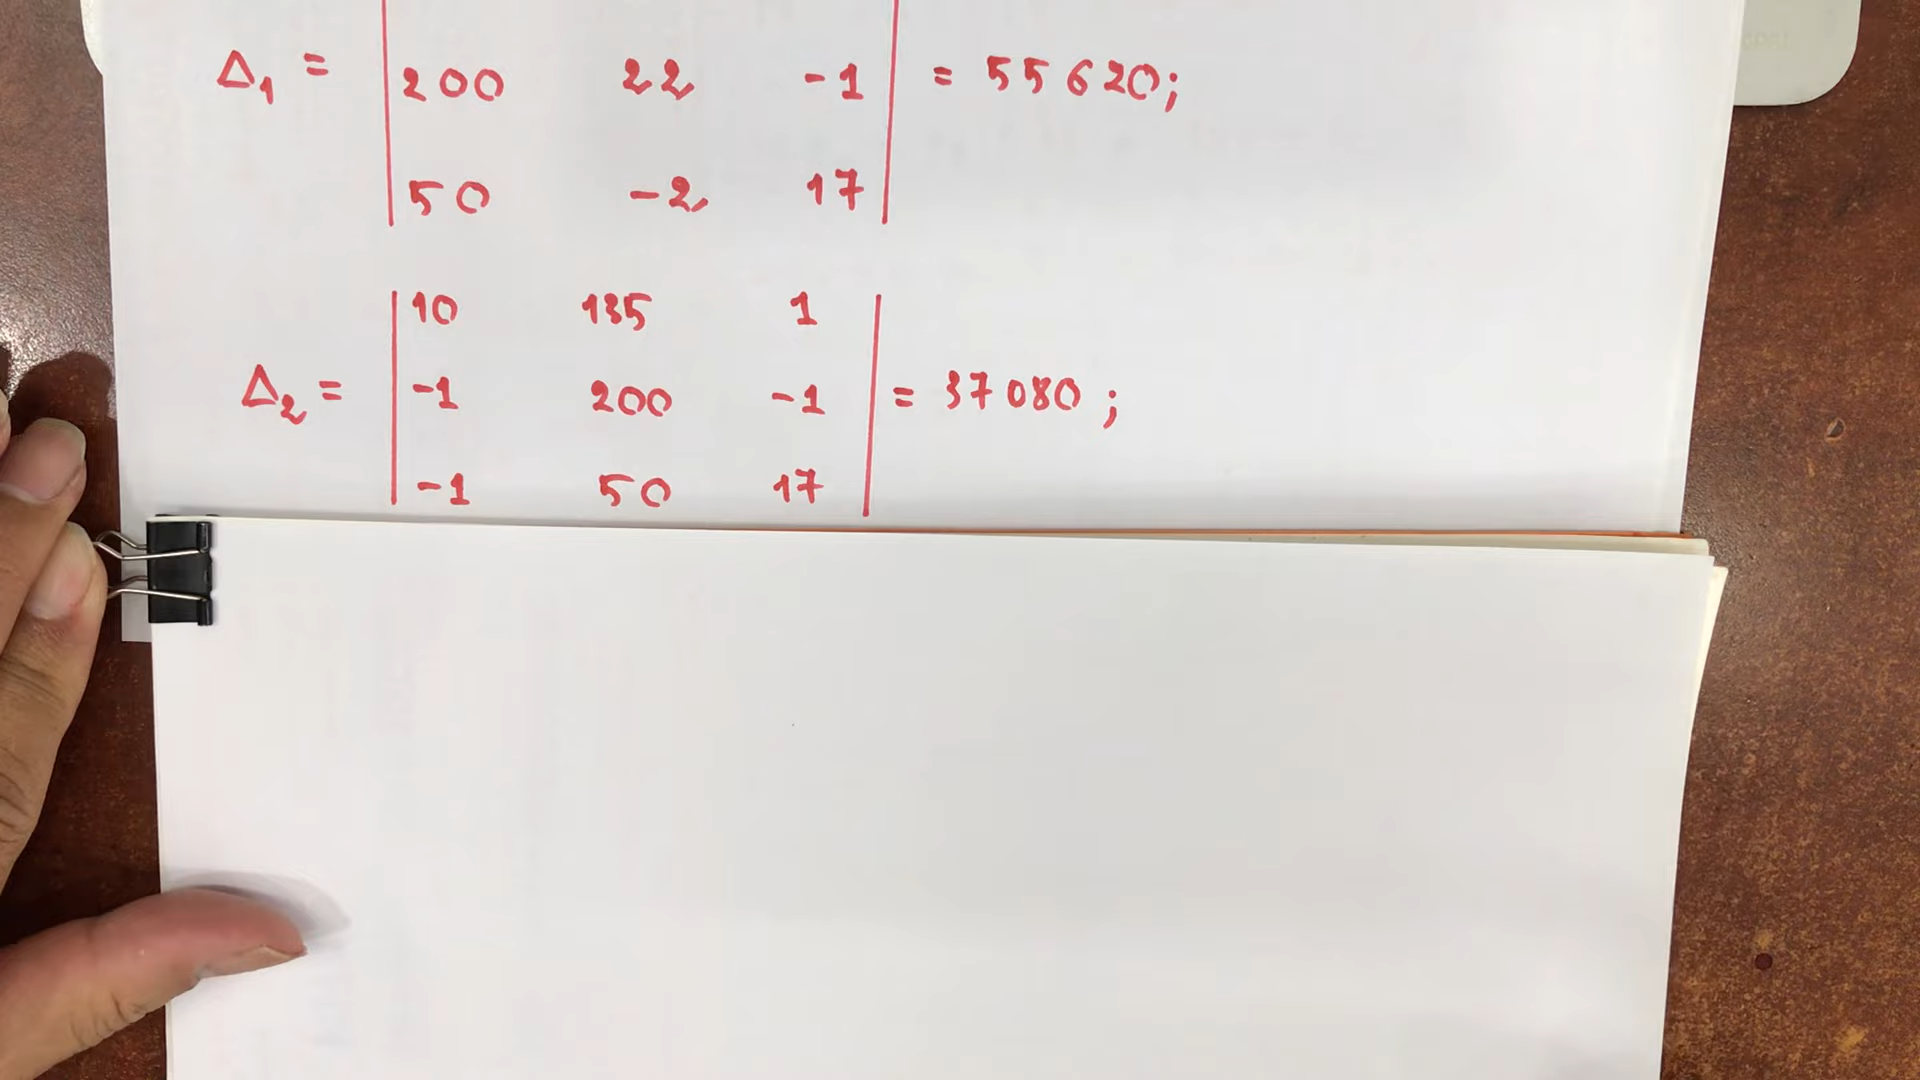 Δ₁ = | 200 22 -1 | = 55620;
50 -2 17
10 135 1
Δ₂ = | -1 200 -1 | = 37080;
-1 50 17